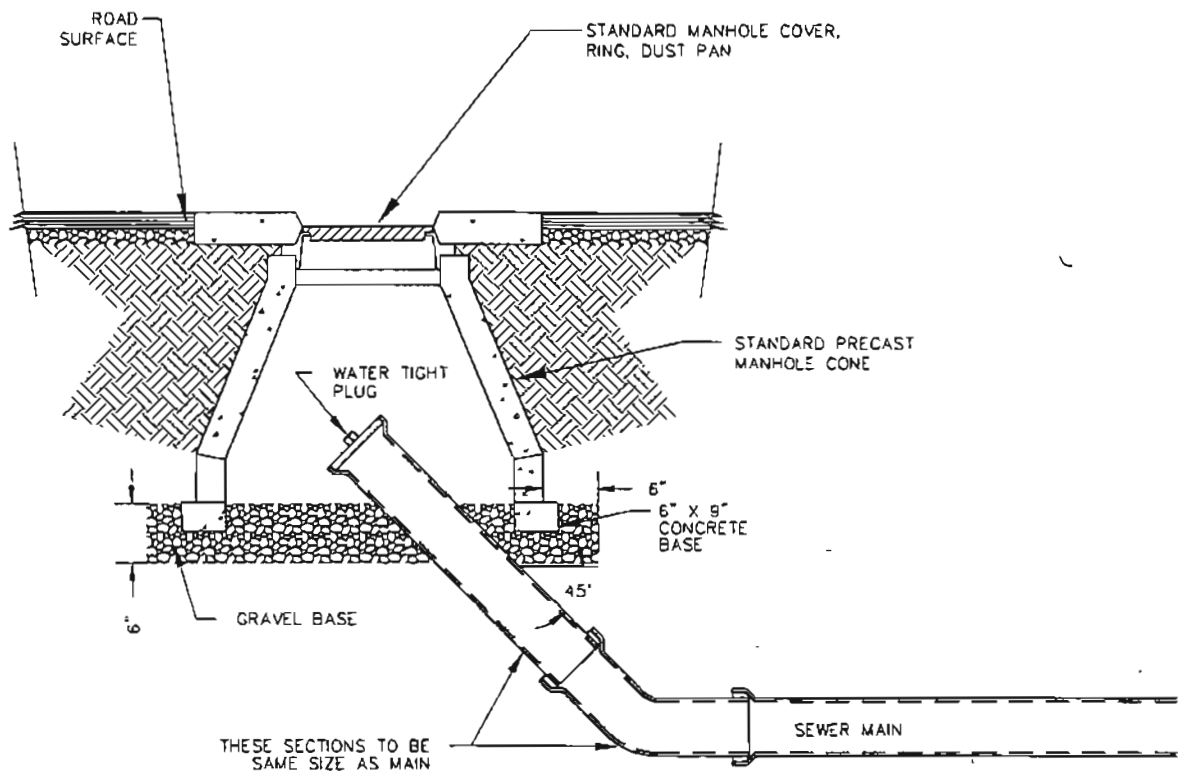 ROAD
SURFACE
STANDARD MANHOLE COVER,
RING, DUST PAN
STANDARD PRECAST
MANHOLE CONE
WATER TIGHT
PLUG
6"
6" X 9"
CONCRETE
BASE
45°
6"
GRAVEL BASE
SEWER MAIN
THESE SECTIONS TO BE
SAME SIZE AS MAIN